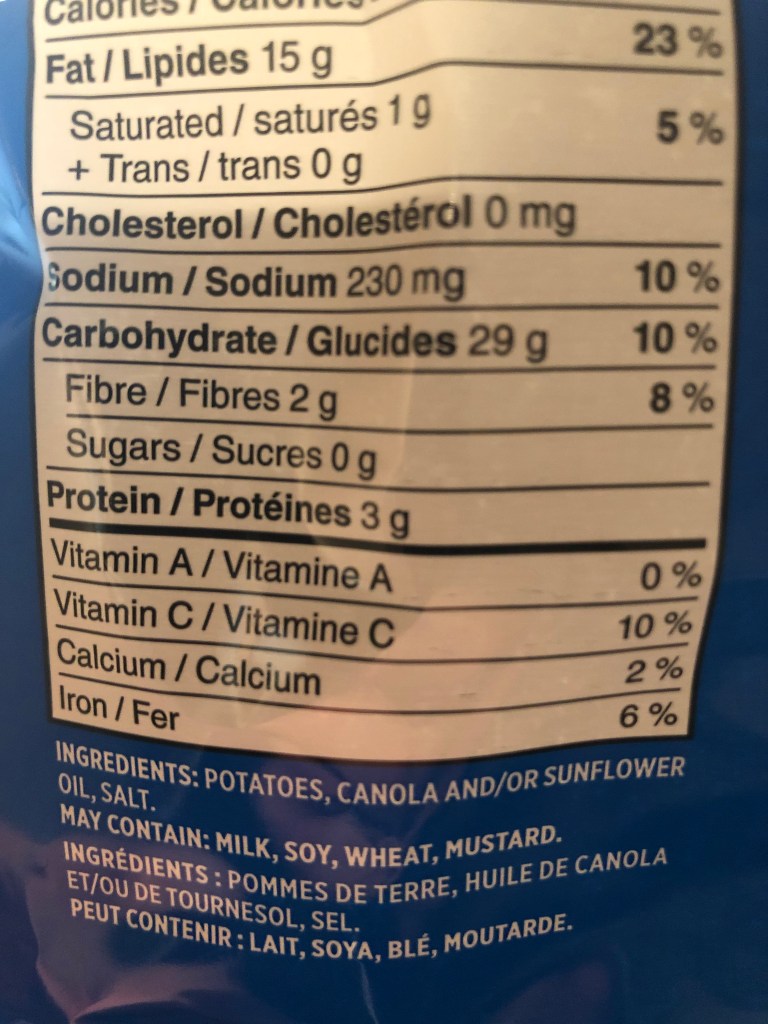 Calories / Calories
Fat / Lipides 15 g 23 %
Saturated / saturés 1 g
+ Trans / trans 0 g 5 %
Cholesterol / Cholestérol 0 mg
Sodium / Sodium 230 mg 10 %
Carbohydrate / Glucides 29 g 10 %
Fibre / Fibres 2 g 8 %
Sugars / Sucres 0 g
Protein / Protéines 3 g
Vitamin A / Vitamine A 0 %
Vitamin C / Vitamine C 10 %
Calcium / Calcium 2 %
Iron / Fer 6 %
INGREDIENTS: POTATOES, CANOLA AND/OR SUNFLOWER
OIL, SALT.
MAY CONTAIN: MILK, SOY, WHEAT, MUSTARD.
INGRÉDIENTS : POMMES DE TERRE, HUILE DE CANOLA
ET/OU DE TOURNESOL, SEL.
PEUT CONTENIR : LAIT, SOYA, BLÉ, MOUTARDE.